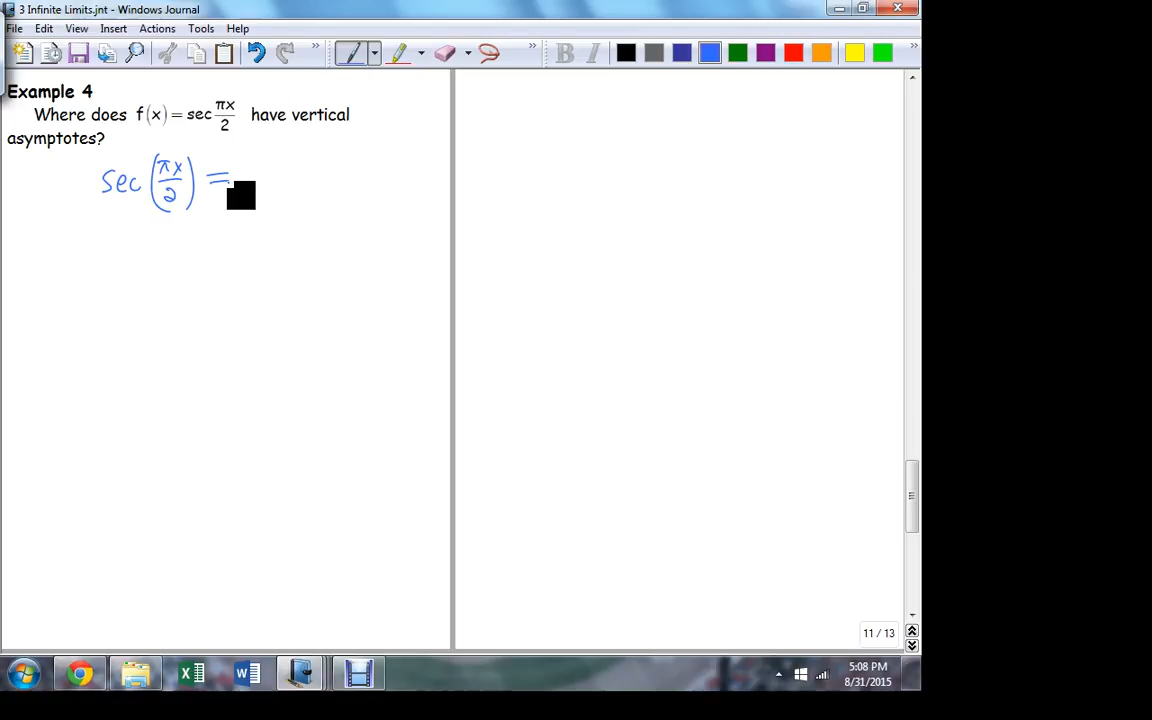 3 Infinite Limits.jnt - Windows Journal
File Edit View Insert Actions Tools Help
» B I »
Example 4
Where does f(x) = sec πx/2 have vertical
asymptotes?
sec(πx/2) =
11 / 13
5:08 PM
8/31/2015